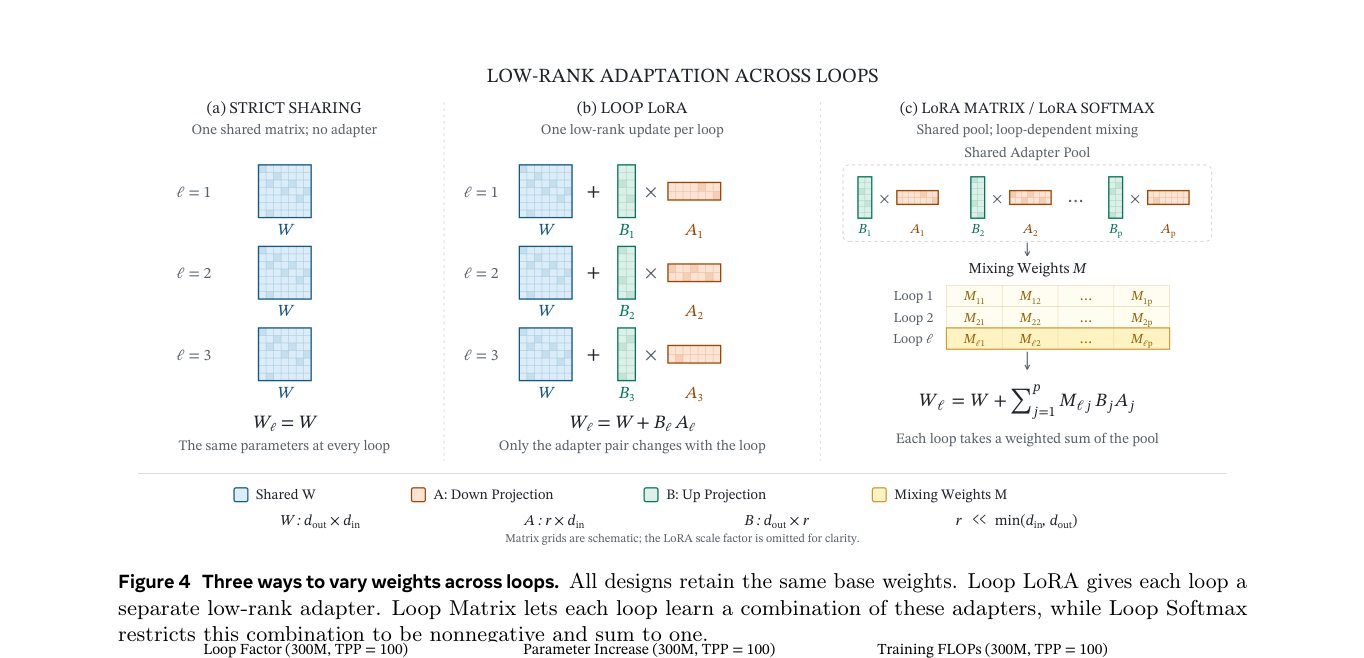 LOW-RANK ADAPTATION ACROSS LOOPS
(a) STRICT SHARING
One shared matrix; no adapter
ℓ = 1
W
ℓ = 2
W
ℓ = 3
W
W_ℓ = W
The same parameters at every loop
(b) LOOP LoRA
One low-rank update per loop
ℓ = 1
+ ×
W B_1 A_1
ℓ = 2
+ ×
W B_2 A_2
ℓ = 3
+ ×
W B_3 A_3
W_ℓ = W + B_ℓ A_ℓ
Only the adapter pair changes with the loop
(c) LoRA MATRIX / LoRA SOFTMAX
Shared pool; loop-dependent mixing
Shared Adapter Pool
× × … ×
B_1 A_1 B_2 A_2 B_p A_p
Mixing Weights M
Loop 1 M_11 M_12 … M_1p
Loop 2 M_21 M_22 … M_2p
Loop ℓ M_ℓ1 M_ℓ2 … M_ℓp
W_ℓ = W + ∑_{j=1}^{p} M_ℓj B_j A_j
Each loop takes a weighted sum of the pool
Shared W A: Down Projection B: Up Projection Mixing Weights M
W : d_out × d_in A : r × d_in B : d_out × r r << min(d_in, d_out)
Matrix grids are schematic; the LoRA scale factor is omitted for clarity.
Figure 4 Three ways to vary weights across loops. All designs retain the same base weights. Loop LoRA gives each loop a
separate low-rank adapter. Loop Matrix lets each loop learn a combination of these adapters, while Loop Softmax
restricts this combination to be nonnegative and sum to one.
Loop Factor (300M, TPP = 100) Parameter Increase (300M, TPP = 100) Training FLOPs (300M, TPP = 100)